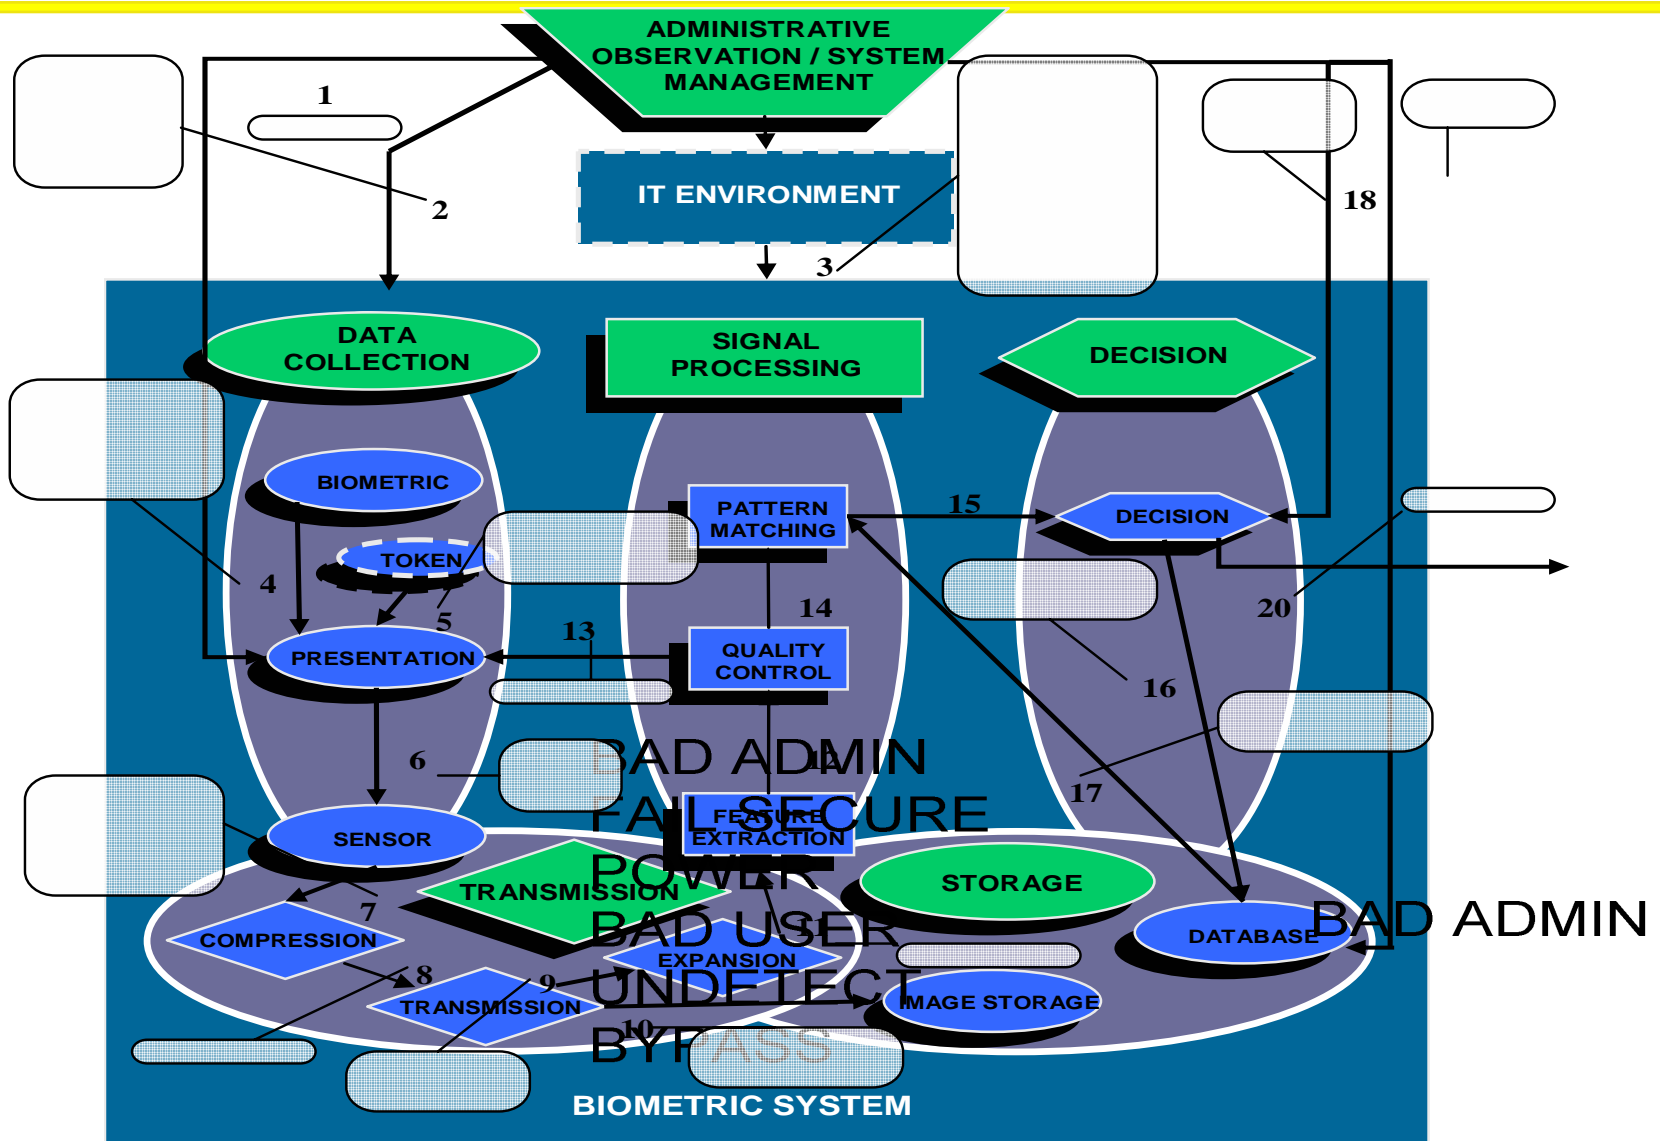 ADMINISTRATIVE
OBSERVATION / SYSTEM
MANAGEMENT
1
IT ENVIRONMENT
2
18
3
DATA
COLLECTION
SIGNAL
PROCESSING
DECISION
BIOMETRIC
PATTERN
MATCHING
15
DECISION
TOKEN
4
5
14
20
13
PRESENTATION
QUALITY
CONTROL
16
BAD ADMIN
6
12
17
FAIL SECURE
FEATURE
EXTRACTION
SENSOR
POWER
TRANSMISSION
STORAGE
7
BAD USER
11
BAD ADMIN
COMPRESSION
DATABASE
EXPANSION
8
9
UNDETECT
TRANSMISSION
IMAGE STORAGE
10
BYPASS
BIOMETRIC SYSTEM